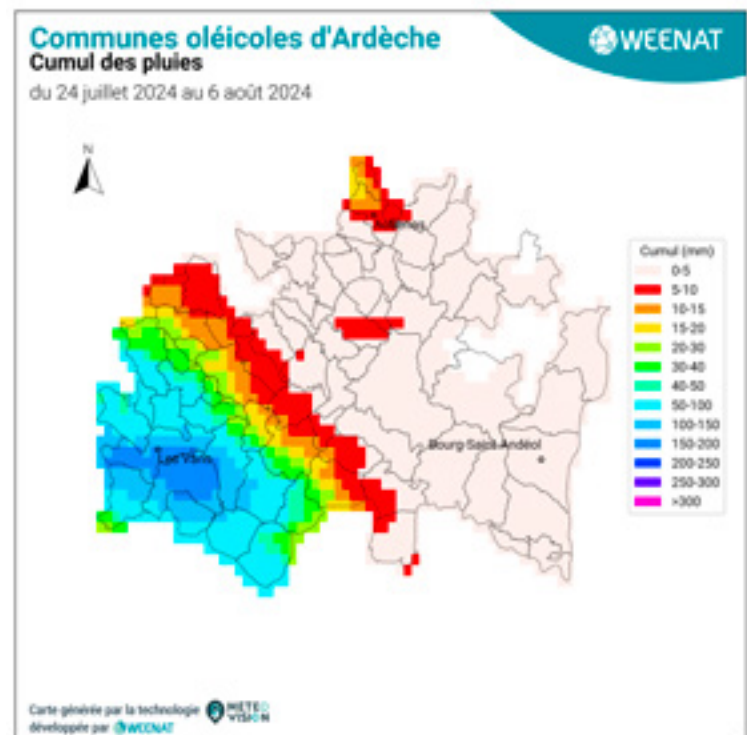 Communes oléicoles d'Ardèche
WEENAT
Cumul des pluies
du 24 juillet 2024 au 6 août 2024
N
Cumul (mm)
0-5
5-10
10-15
15-20
20-30
30-40
40-50
50-100
100-150
150-200
200-250
250-300
>300
Bourg-Saint-Andéol
Les Vans
Carte générée par la technologie METEO
VISION
développée par WEENAT